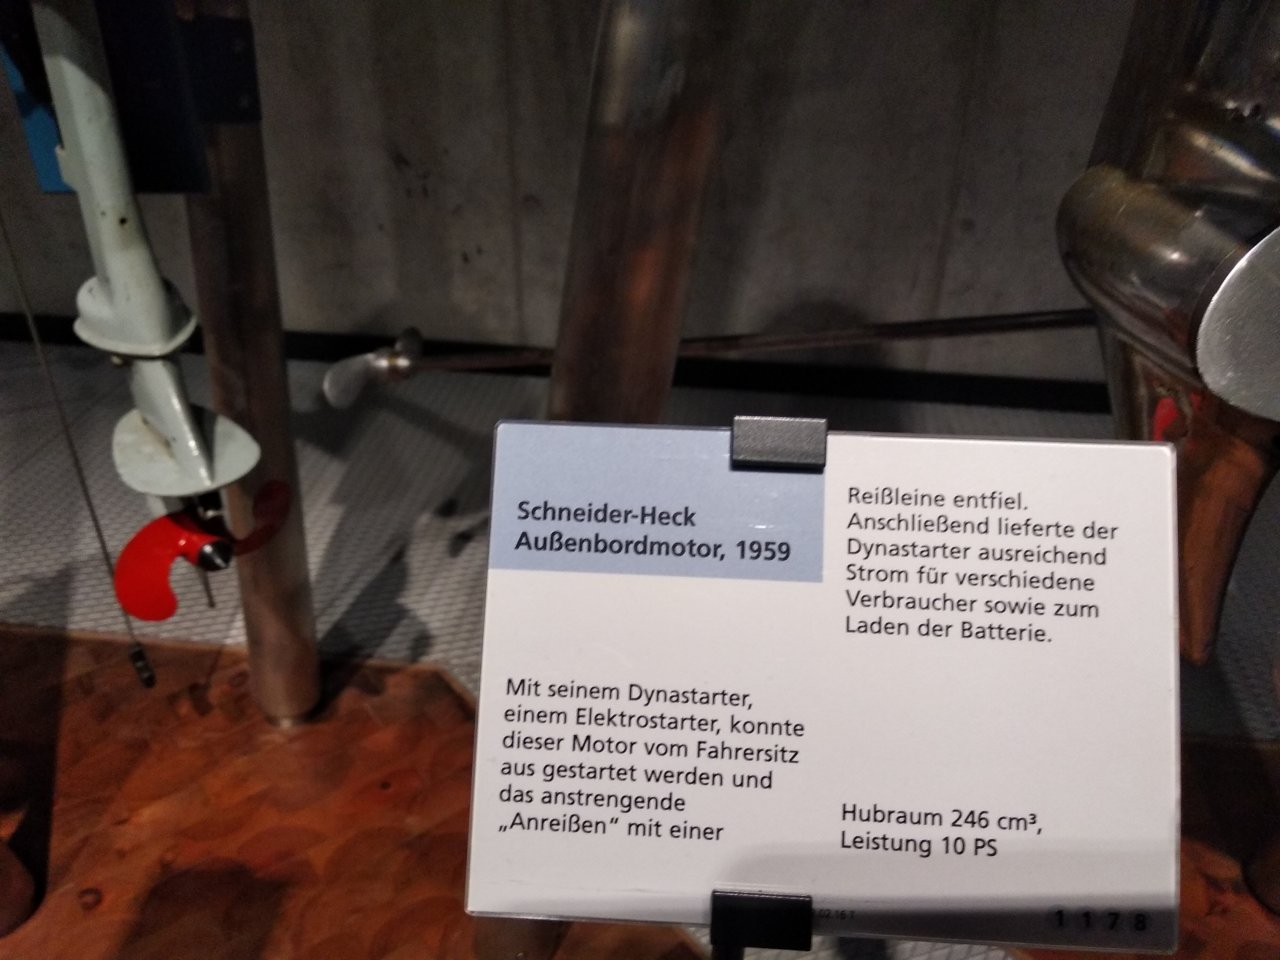 Schneider-Heck
Außenbordmotor, 1959
Mit seinem Dynastarter,
einem Elektrostarter, konnte
dieser Motor vom Fahrersitz
aus gestartet werden und
das anstrengende
„Anreißen“ mit einer
Reißleine entfiel.
Anschließend lieferte der
Dynastarter ausreichend
Strom für verschiedene
Verbraucher sowie zum
Laden der Batterie.
Hubraum 246 cm³,
Leistung 10 PS
1178